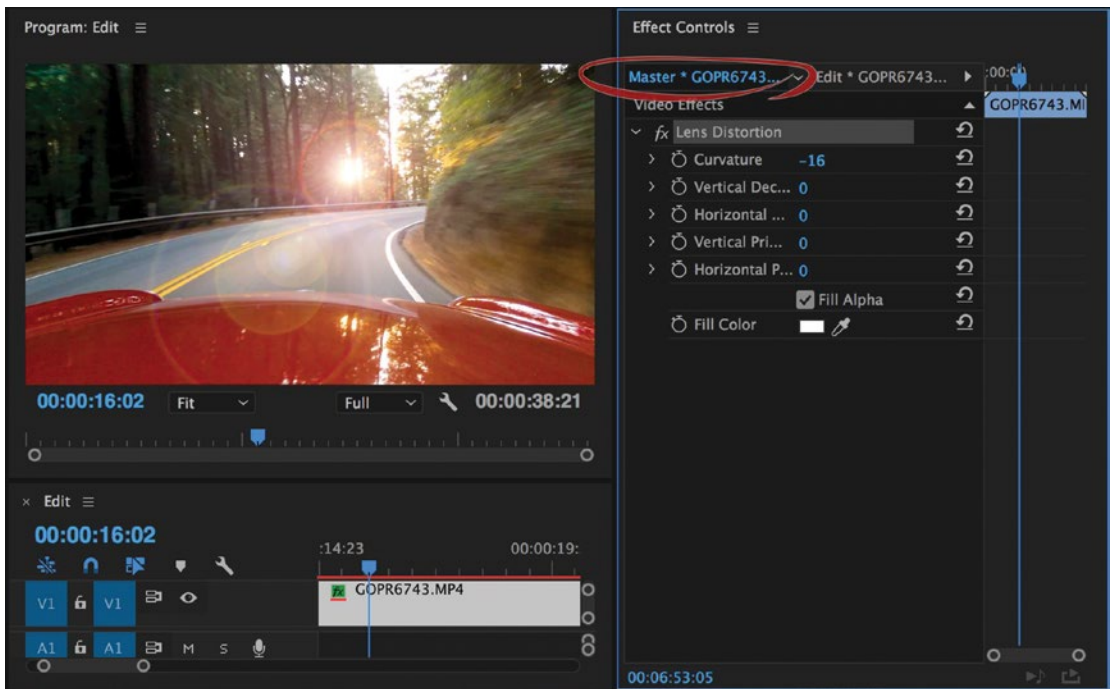 Program: Edit
00:00:16:02 Fit Full 00:00:38:21
× Edit
00:00:16:02
:14:23 00:00:19:
V1 V1
fx GOPR6743.MP4
A1 A1 M S
Effect Controls
Master * GOPR6743... Edit * GOPR6743...
:00:0
Video Effects
GOPR6743.MI
fx Lens Distortion
Curvature -16
Vertical Dec... 0
Horizontal ... 0
Vertical Pri... 0
Horizontal P... 0
Fill Alpha
Fill Color
00:06:53:05